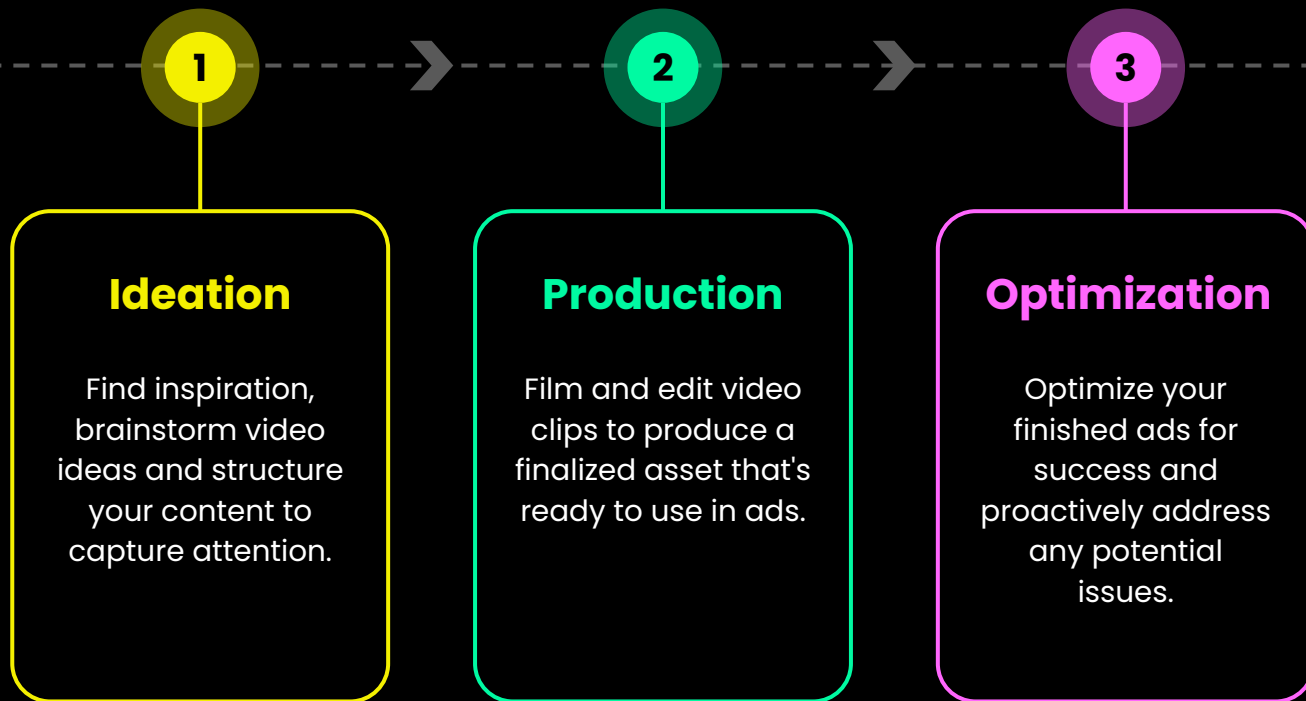 1
2
3
Ideation
Find inspiration,
brainstorm video
ideas and structure
your content to
capture attention.
Production
Film and edit video
clips to produce a
finalized asset that's
ready to use in ads.
Optimization
Optimize your
finished ads for
success and
proactively address
any potential
issues.